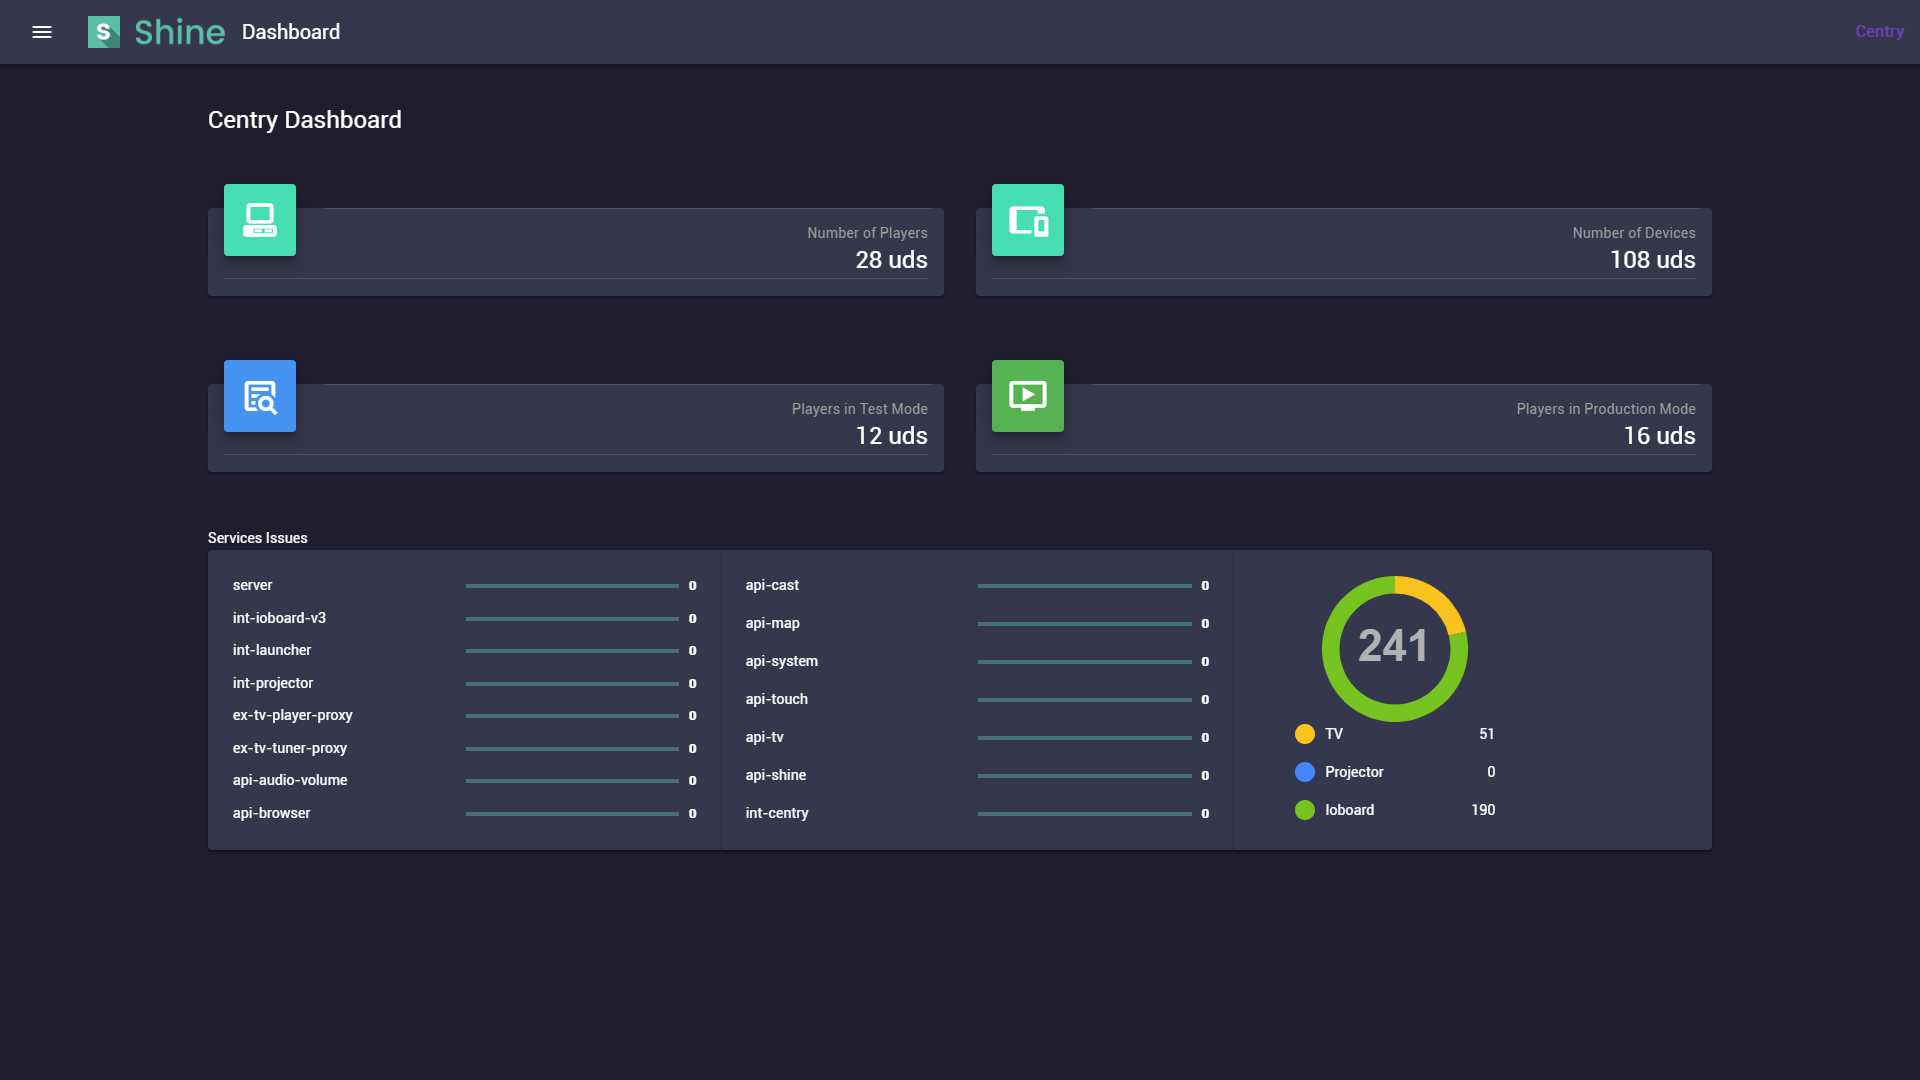 S Shine Dashboard Centry
Centry Dashboard
Number of Players
28 uds
Number of Devices
108 uds
Players in Test Mode
12 uds
Players in Production Mode
16 uds
Services Issues
server 0
int-ioboard-v3 0
int-launcher 0
int-projector 0
ex-tv-player-proxy 0
ex-tv-tuner-proxy 0
api-audio-volume 0
api-browser 0
api-cast 0
api-map 0
api-system 0
api-touch 0
api-tv 0
api-shine 0
int-centry 0
241
TV 51
Projector 0
Ioboard 190